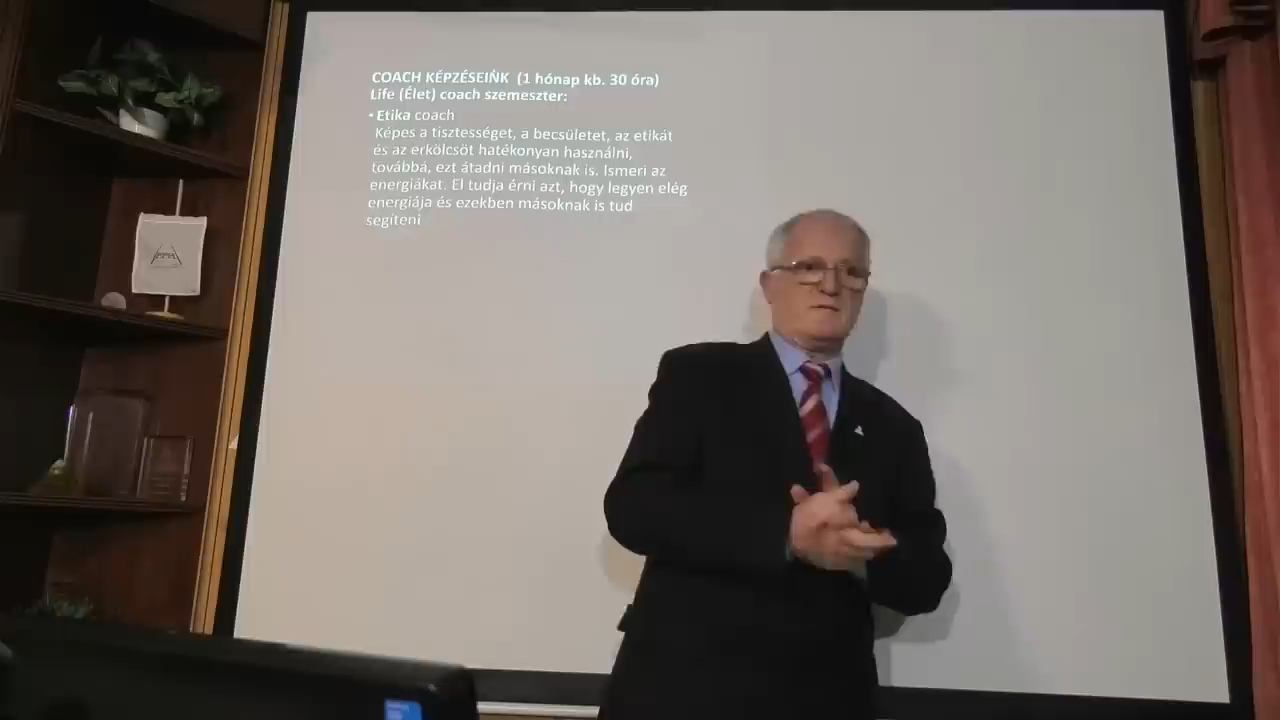 COACH KÉPZÉSEINK (1 hónap kb. 30 óra)
Life (Élet) coach szemeszter:
• Etika coach
Képes a tisztességet, a becsületet, az etikát
és az erkölcsöt hatékonyan használni,
továbbá, ezt átadni másoknak is. Ismeri az
energiákat. El tudja érni azt, hogy legyen elég
energiája és ezekben másoknak is tud
segíteni